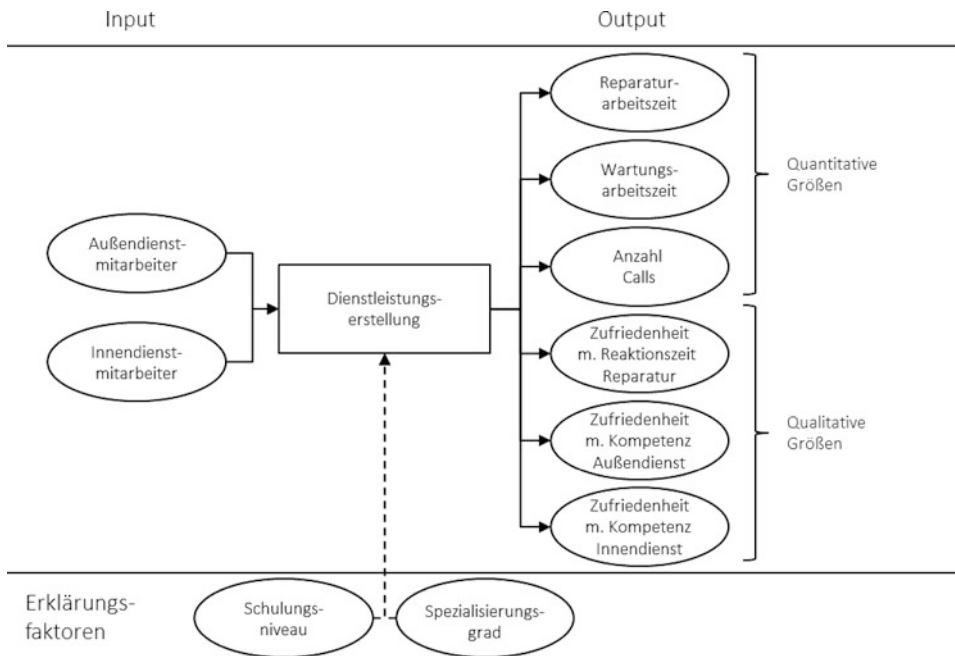 Input
Output
Reparatur-
arbeitszeit
Wartungs-
arbeitszeit
Anzahl
Calls
Quantitative
Größen
Außendienst-
mitarbeiter
Innendienst-
mitarbeiter
Dienstleistungs-
erstellung
Zufriedenheit
m. Reaktionszeit
Reparatur
Zufriedenheit
m. Kompetenz
Außendienst
Zufriedenheit
m. Kompetenz
Innendienst
Qualitative
Größen
Erklärungs-
faktoren
Schulungs-
niveau
Spezialisierungs-
grad